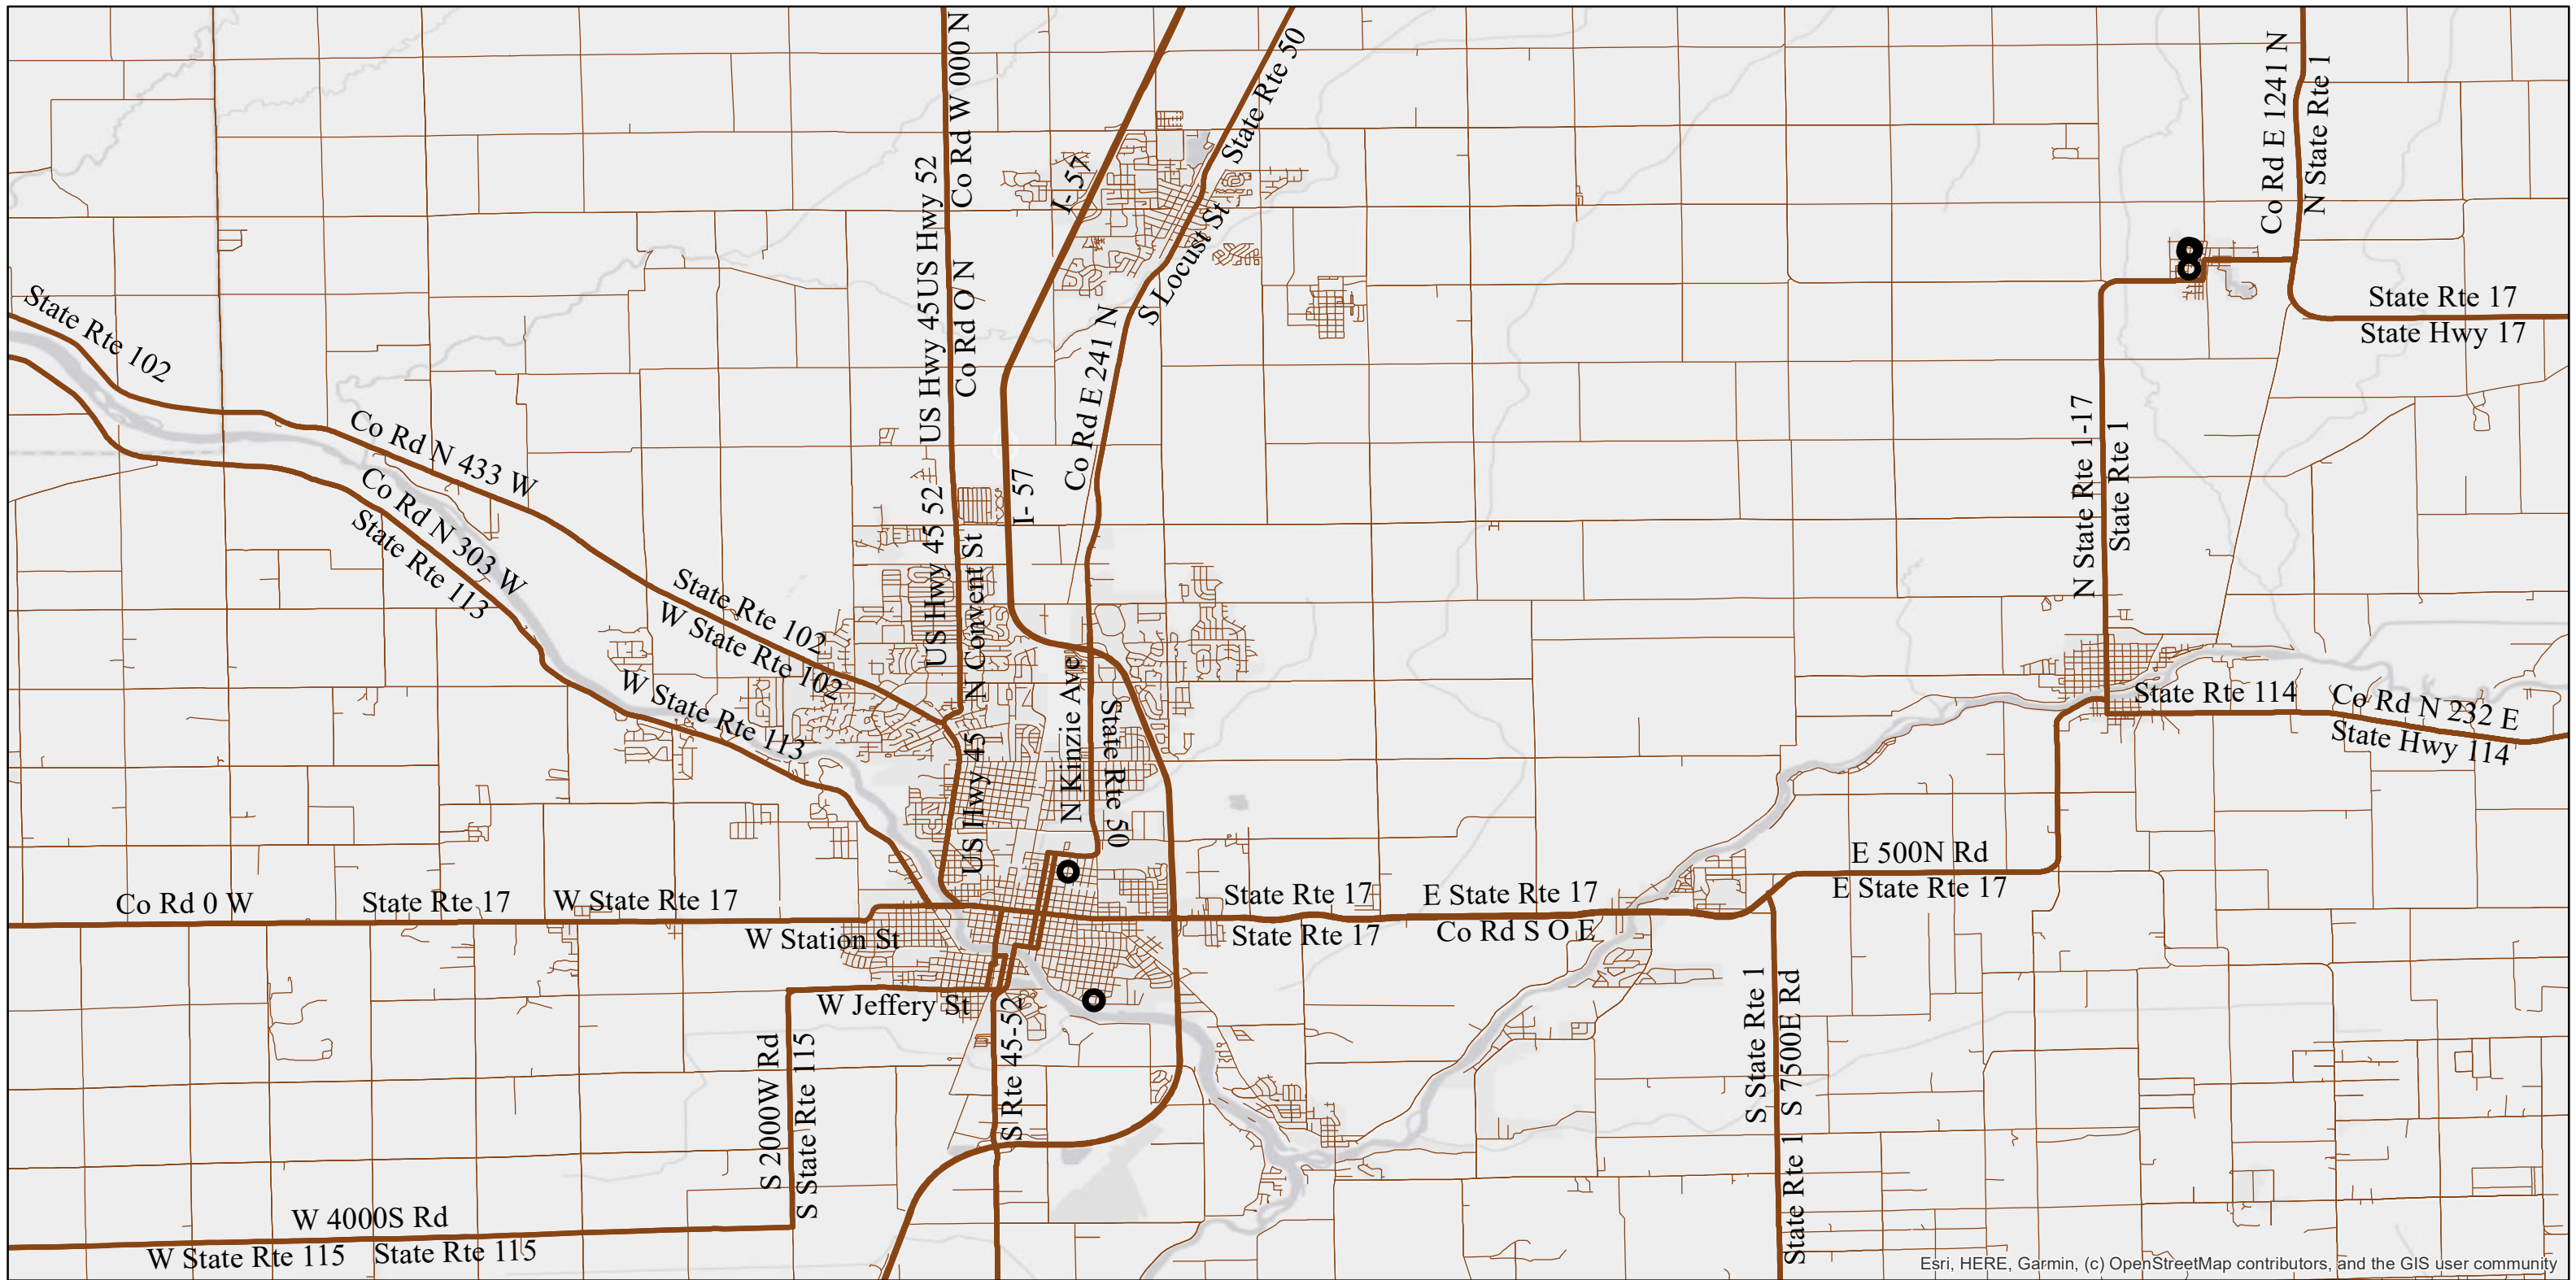 Co Rd W 000 N
State Rte 50
Co Rd E 1241 N
N State Rte 1
US Hwy 45US Hwy 52
I-57
S Locust St
Co Rd O N
State Rte 17
State Hwy 17
State Rte 102
Co Rd E 241 N
Co Rd N 433 W
Co Rd N 303 W
State Rte 113
US Hwy 45 52
I- 57
N State Rte 1-17
State Rte 1
State Rte 102
W State Rte 102
N Convent St
W State Rte 113
N Kinzie Ave
State Rte 50
State Rte 114
Co Rd N 232 E
State Hwy 114
US Hwy 45
E 500N Rd
E State Rte 17
Co Rd 0 W
State Rte 17
W State Rte 17
State Rte 17
E State Rte 17
W Station St
State Rte 17
Co Rd S O E
W Jeffery St
S State Rte 1
S 7500E Rd
S 2000W Rd
S State Rte 115
S Rte 45-52
State Rte 1
W 4000S Rd
W State Rte 115
State Rte 115
Esri, HERE, Garmin, (c) OpenStreetMap contributors, and the GIS user community